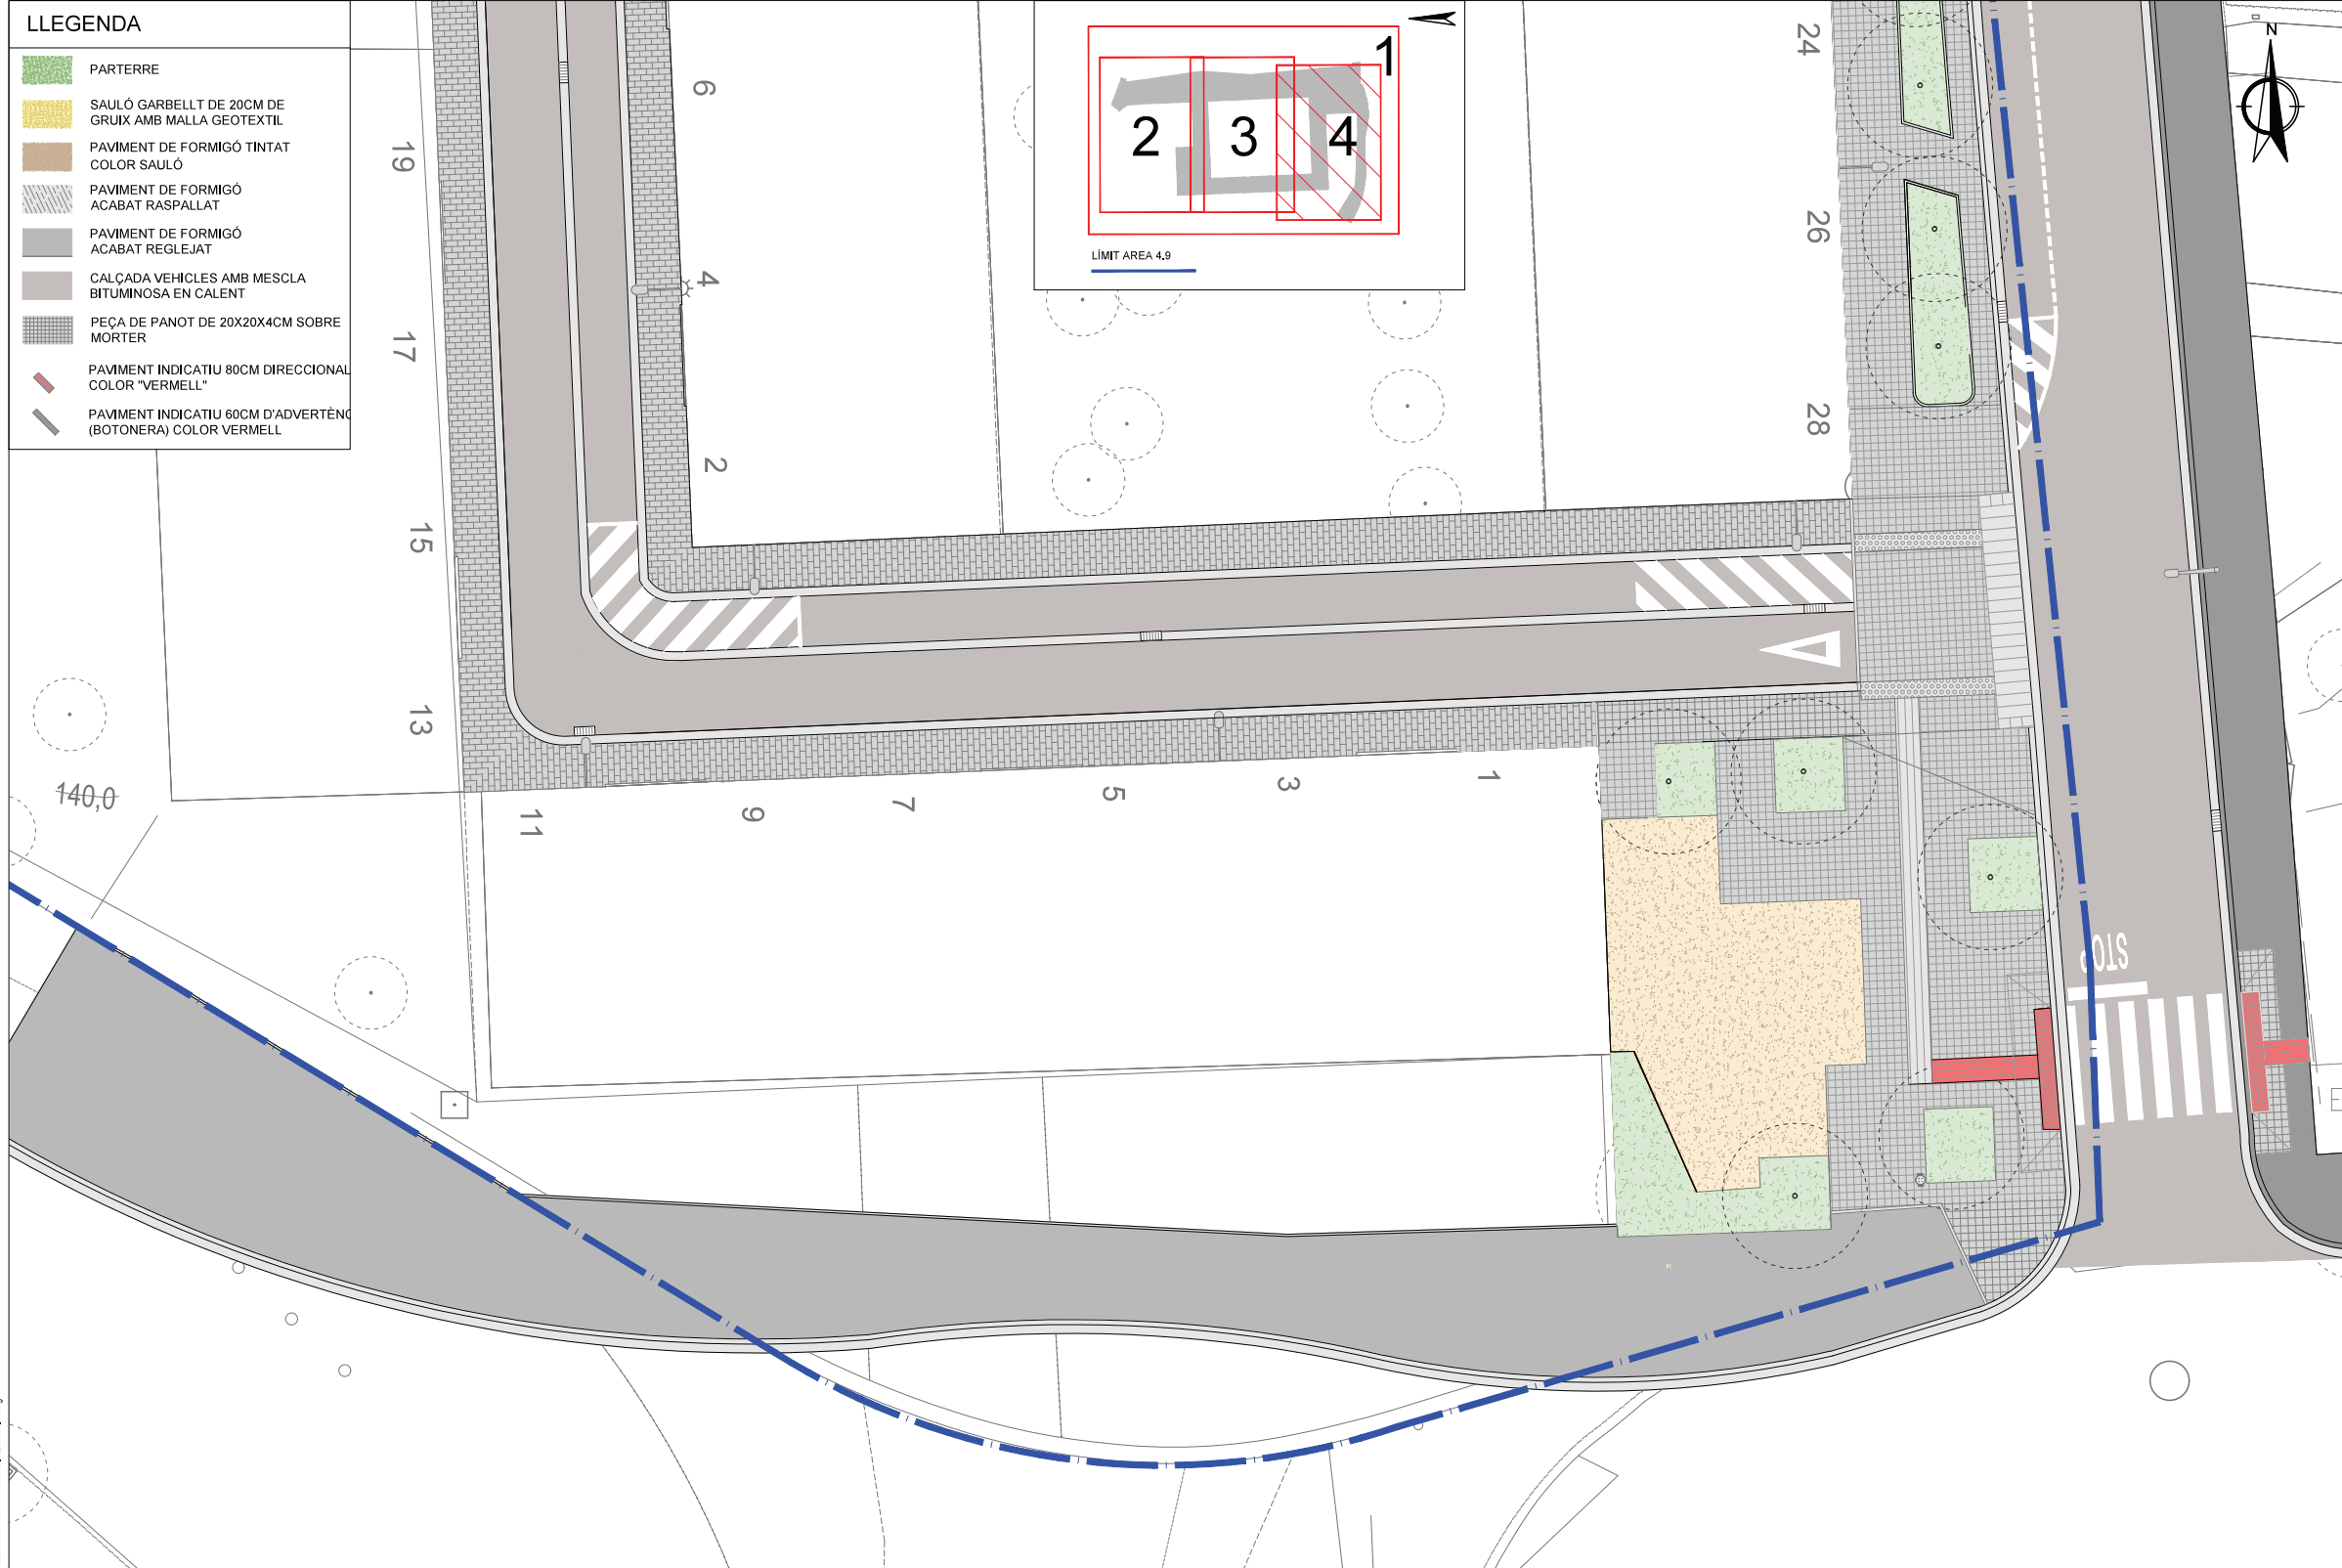 LLEGENDA
PARTERRE
SAULÓ GARBELLT DE 20CM DE
GRUIX AMB MALLA GEOTEXTIL
PAVIMENT DE FORMIGÓ TINTAT
COLOR SAULÓ
PAVIMENT DE FORMIGÓ
ACABAT RASPALLAT
PAVIMENT DE FORMIGÓ
ACABAT REGLEJAT
CALÇADA VEHICLES AMB MESCLA
BITUMINOSA EN CALENT
PEÇA DE PANOT DE 20X20X4CM SOBRE
MORTER
PAVIMENT INDICATIU 80CM DIRECCIONAL
COLOR "VERMELL"
PAVIMENT INDICATIU 60CM D'ADVERTÈNC
(BOTONERA) COLOR VERMELL
1
2
3
4
LÍMIT AREA 4.9
N
24
26
28
6
4
2
19
17
15
13
11
9
7
5
3
1
140,0
STOP
E